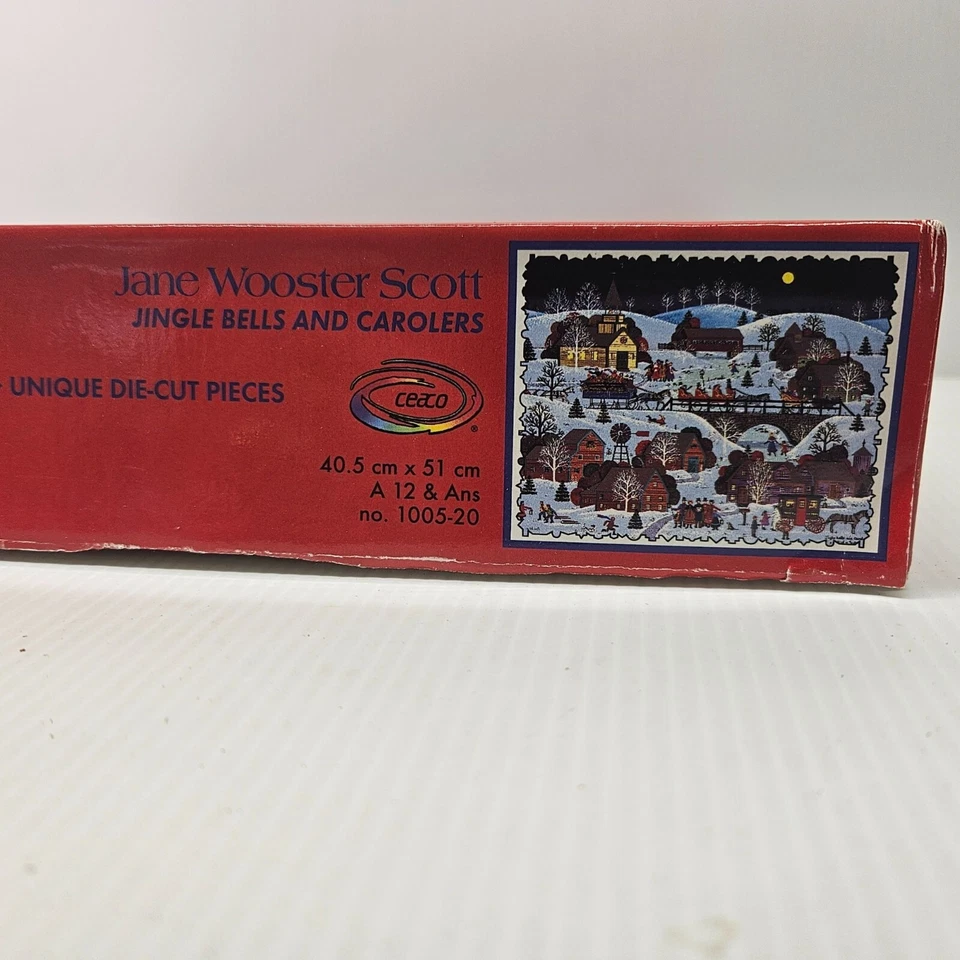 Jane Wooster Scott
JINGLE BELLS AND CAROLERS
UNIQUE DIE-CUT PIECES
ceaco ®
40.5 cm x 51 cm
A 12 & Ans
no. 1005-20